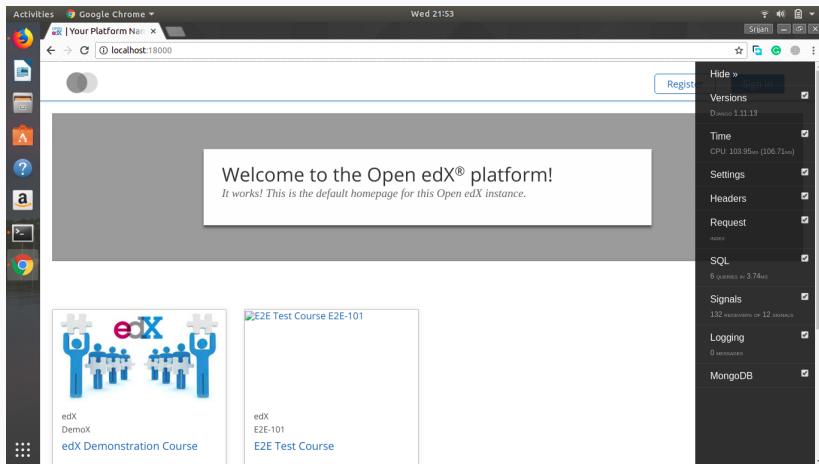 Activities Google Chrome Wed 21:53
Your Platform Nam Srijan
localhost:18000
Register
Sign in
Hide »
Versions
Django 1.11.13
Time
CPU: 103.95ms (106.71ms)
Settings
Headers
Request
index
SQL
6 queries in 3.74ms
Signals
132 receivers of 12 signals
Logging
0 messages
MongoDB
Welcome to the Open edX® platform!
It works! This is the default homepage for this Open edX instance.
edX
edX
DemoX
edX Demonstration Course
E2E Test Course E2E-101
edX
E2E-101
E2E Test Course